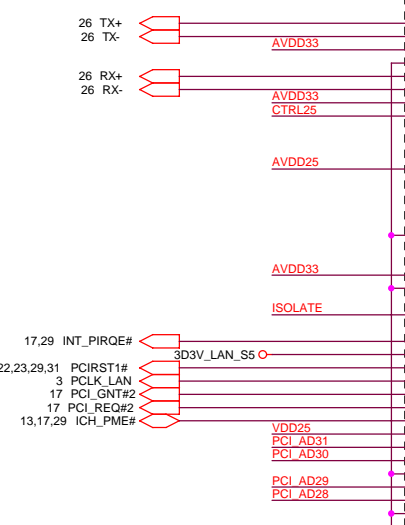 26 TX+
26 TX-
AVDD33
26 RX+
26 RX-
AVDD33
CTRL25
AVDD25
AVDD33
ISOLATE
17,29 INT_PIRQE#
3D3V_LAN_S5
22,23,29,31 PCIRST1#
3 PCLK_LAN
17 PCI_GNT#2
17 PCI_REQ#2
13,17,29 ICH_PME#
VDD25
PCI_AD31
PCI_AD30
PCI_AD29
PCI_AD28